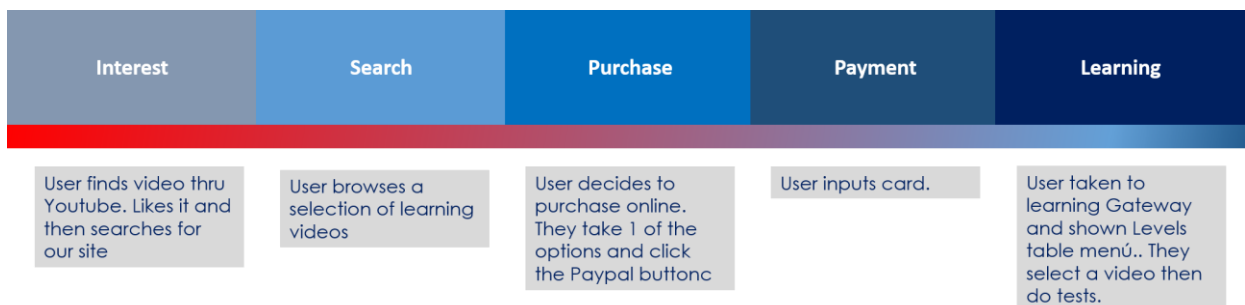 Interest
Search
Purchase
Payment
Learning
User finds video thru
Youtube. Likes it and
then searches for
our site
User browses a
selection of learning
videos
User decides to
purchase online.
They take 1 of the
options and click
the Paypal buttonc
User inputs card.
User taken to
learning Gateway
and shown Levels
table menú.. They
select a video then
do tests.